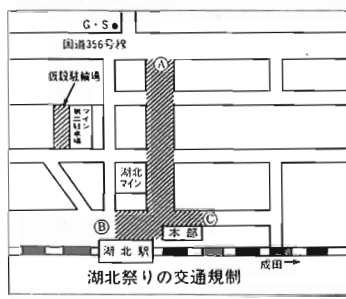 G・S
国道356号線
仮設駐輪場
Ⓐ
マイン
第二駐車場
湖北
マイン
Ⓑ
Ⓒ
本部
湖北駅
成田→
湖北祭りの交通規制